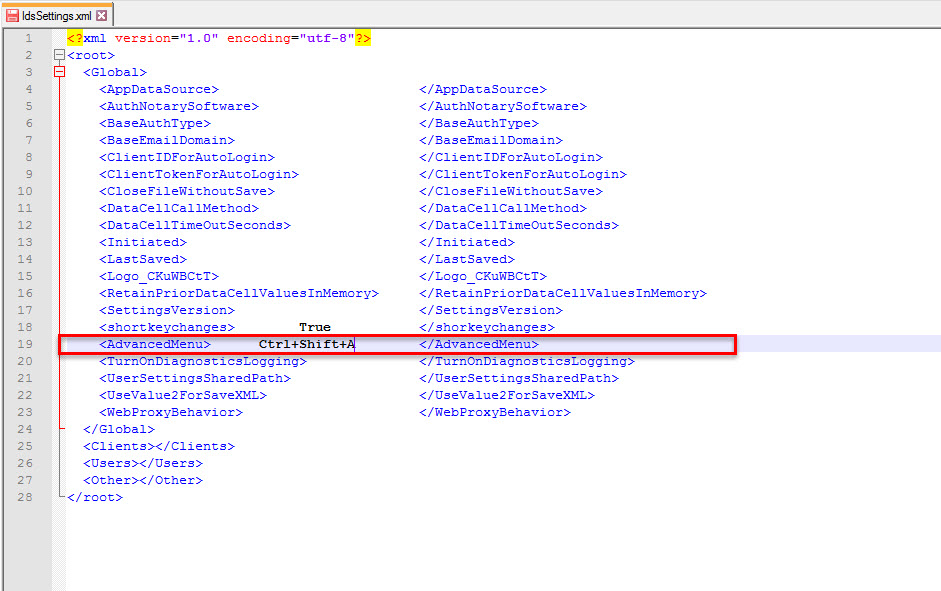 IdsSettings.xml
1 <?xml version="1.0" encoding="utf-8"?>
2 <root>
3 <Global>
4 <AppDataSource> </AppDataSource>
5 <AuthNotarySoftware> </AuthNotarySoftware>
6 <BaseAuthType> </BaseAuthType>
7 <BaseEmailDomain> </BaseEmailDomain>
8 <ClientIDForAutoLogin> </ClientIDForAutoLogin>
9 <ClientTokenForAutoLogin> </ClientTokenForAutoLogin>
10 <CloseFileWithoutSave> </CloseFileWithoutSave>
11 <DataCellCallMethod> </DataCellCallMethod>
12 <DataCellTimeOutSeconds> </DataCellTimeOutSeconds>
13 <Initiated> </Initiated>
14 <LastSaved> </LastSaved>
15 <Logo_CKuWBCtT> </Logo_CKuWBCtT>
16 <RetainPriorDataCellValuesInMemory> </RetainPriorDataCellValuesInMemory>
17 <SettingsVersion> </SettingsVersion>
18 <shortkeychanges> True </shorkeychanges>
19 <AdvancedMenu> Ctrl+Shift+A </AdvancedMenu>
20 <TurnOnDiagnosticsLogging> </TurnOnDiagnosticsLogging>
21 <UserSettingsSharedPath> </UserSettingsSharedPath>
22 <UseValue2ForSaveXML> </UseValue2ForSaveXML>
23 <WebProxyBehavior> </WebProxyBehavior>
24 </Global>
25 <Clients></Clients>
26 <Users></Users>
27 <Other></Other>
28 </root>